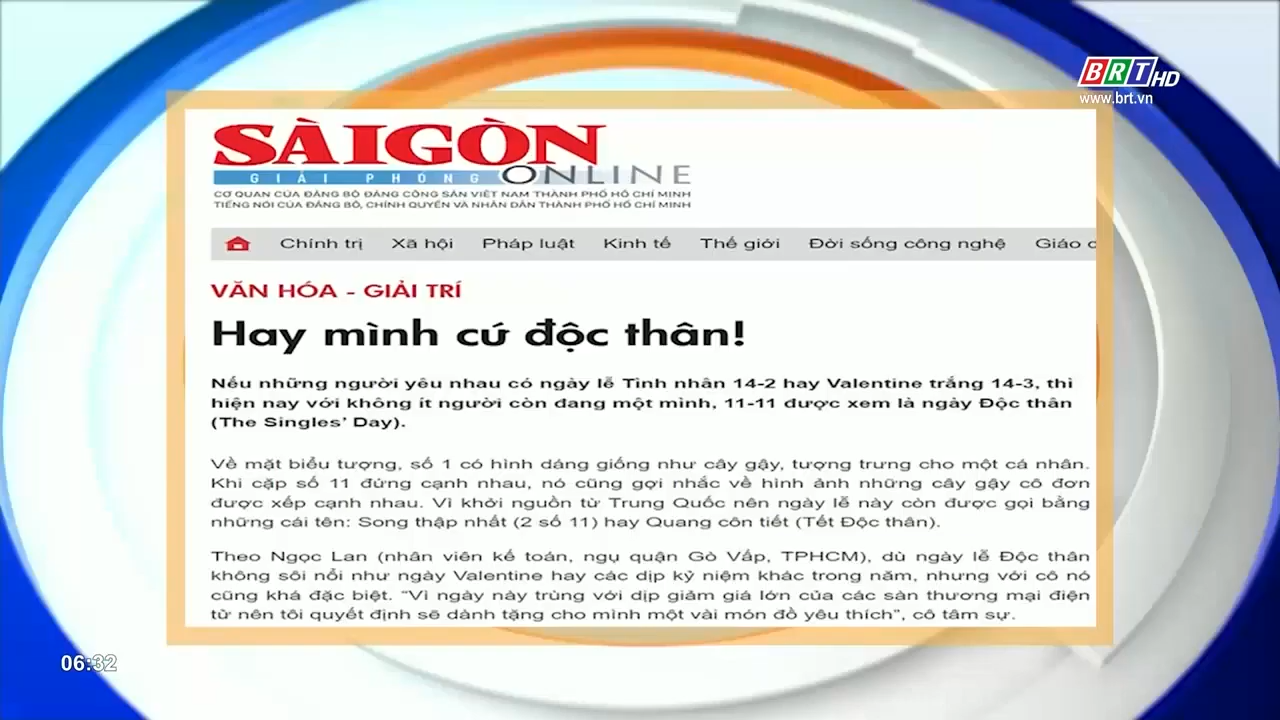 BRT HD
www.brt.vn
SÀIGÒN
GIẢI PHÓNG ONLINE
CƠ QUAN CỦA ĐẢNG BỘ ĐẢNG CỘNG SẢN VIỆT NAM THÀNH PHỐ HỒ CHÍ MINH
TIẾNG NÓI CỦA ĐẢNG BỘ, CHÍNH QUYỀN VÀ NHÂN DÂN THÀNH PHỐ HỒ CHÍ MINH
Chính trị Xã hội Pháp luật Kinh tế Thế giới Đời sống công nghệ Giáo
VĂN HÓA - GIẢI TRÍ
Hay mình cứ độc thân!
Nếu những người yêu nhau có ngày lễ Tình nhân 14-2 hay Valentine trắng 14-3, thì
hiện nay với không ít người còn đang một mình, 11-11 được xem là ngày Độc thân
(The Singles’ Day).
Về mặt biểu tượng, số 1 có hình dáng giống như cây gậy, tượng trưng cho một cá nhân.
Khi cặp số 11 đứng cạnh nhau, nó cũng gợi nhắc về hình ảnh những cây gậy cô đơn
được xếp cạnh nhau. Vì khởi nguồn từ Trung Quốc nên ngày lễ này còn được gọi bằng
những cái tên: Song thập nhất (2 số 11) hay Quang côn tiết (Tết Độc thân).
Theo Ngọc Lan (nhân viên kế toán, ngụ quận Gò Vấp, TPHCM), dù ngày lễ Độc thân
không sôi nổi như ngày Valentine hay các dịp kỷ niệm khác trong năm, nhưng với cô nó
cũng khá đặc biệt. “Vì ngày này trùng với dịp giảm giá lớn của các sàn thương mại điện
tử nên tôi quyết định sẽ dành tặng cho mình một vài món đồ yêu thích”, cô tâm sự.
06:32